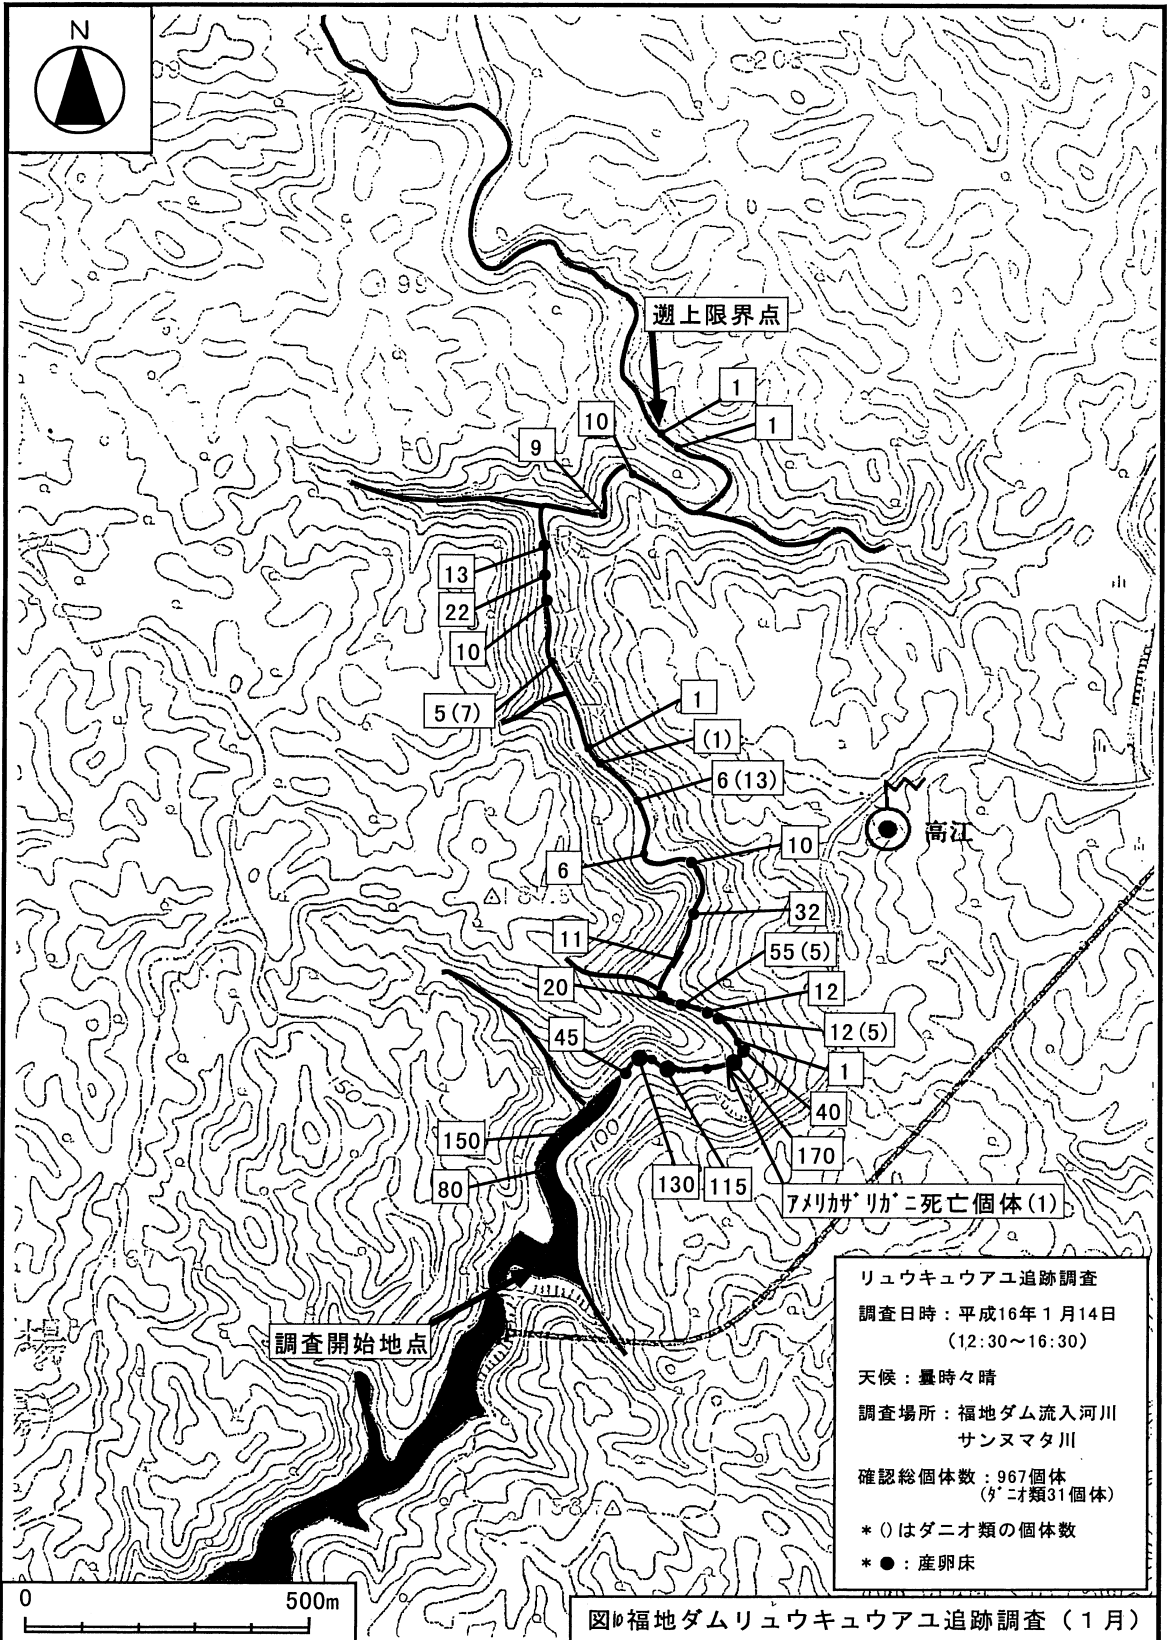 N
09
208
199
遡上限界点
1
1
10
9
13
22
10
5(7)
1
(1)
6(13)
高江
10
6
32
11
55(5)
20
12
12(5)
45
1
40
150
100
150
170
80
130
115
アメリカザリガニ死亡個体(1)
調査開始地点
リュウキュウアユ追跡調査
調査日時:平成16年1月14日
(12:30~16:30)
天候:曇時々晴
調査場所:福地ダム流入河川
サンヌマタ川
確認総個体数:967個体
(ダニオ類31個体)
*()はダニオ類の個体数
*●:産卵床
0 500m
福地ダムリュウキュウアユ追跡調査(1月)